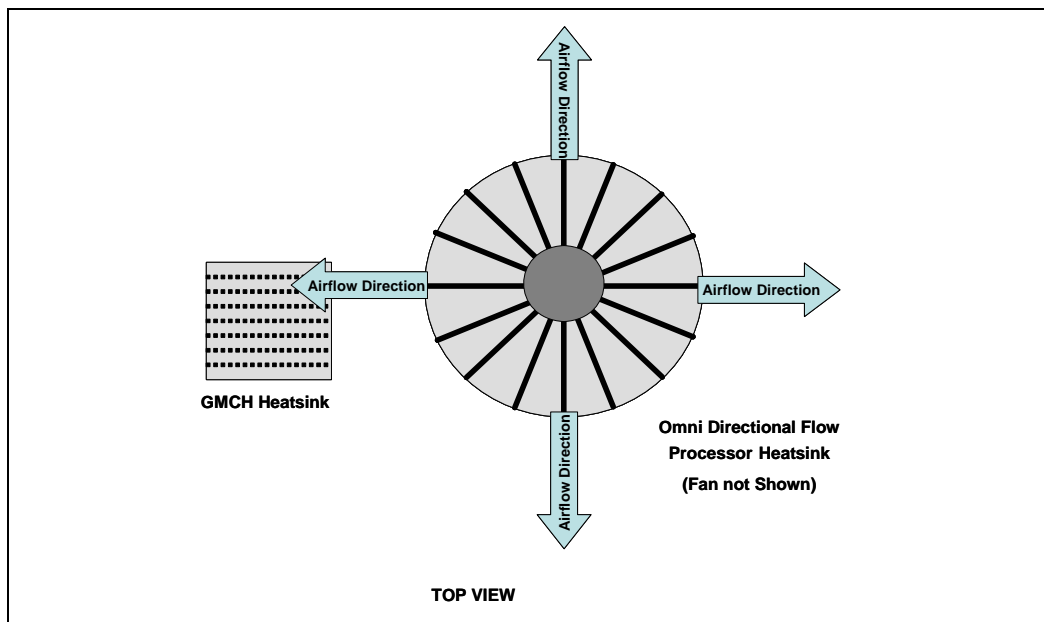 Airflow Direction
Airflow Direction
Airflow Direction
GMCH Heatsink
Airflow Direction
Omni Directional Flow
Processor Heatsink
(Fan not Shown)
TOP VIEW